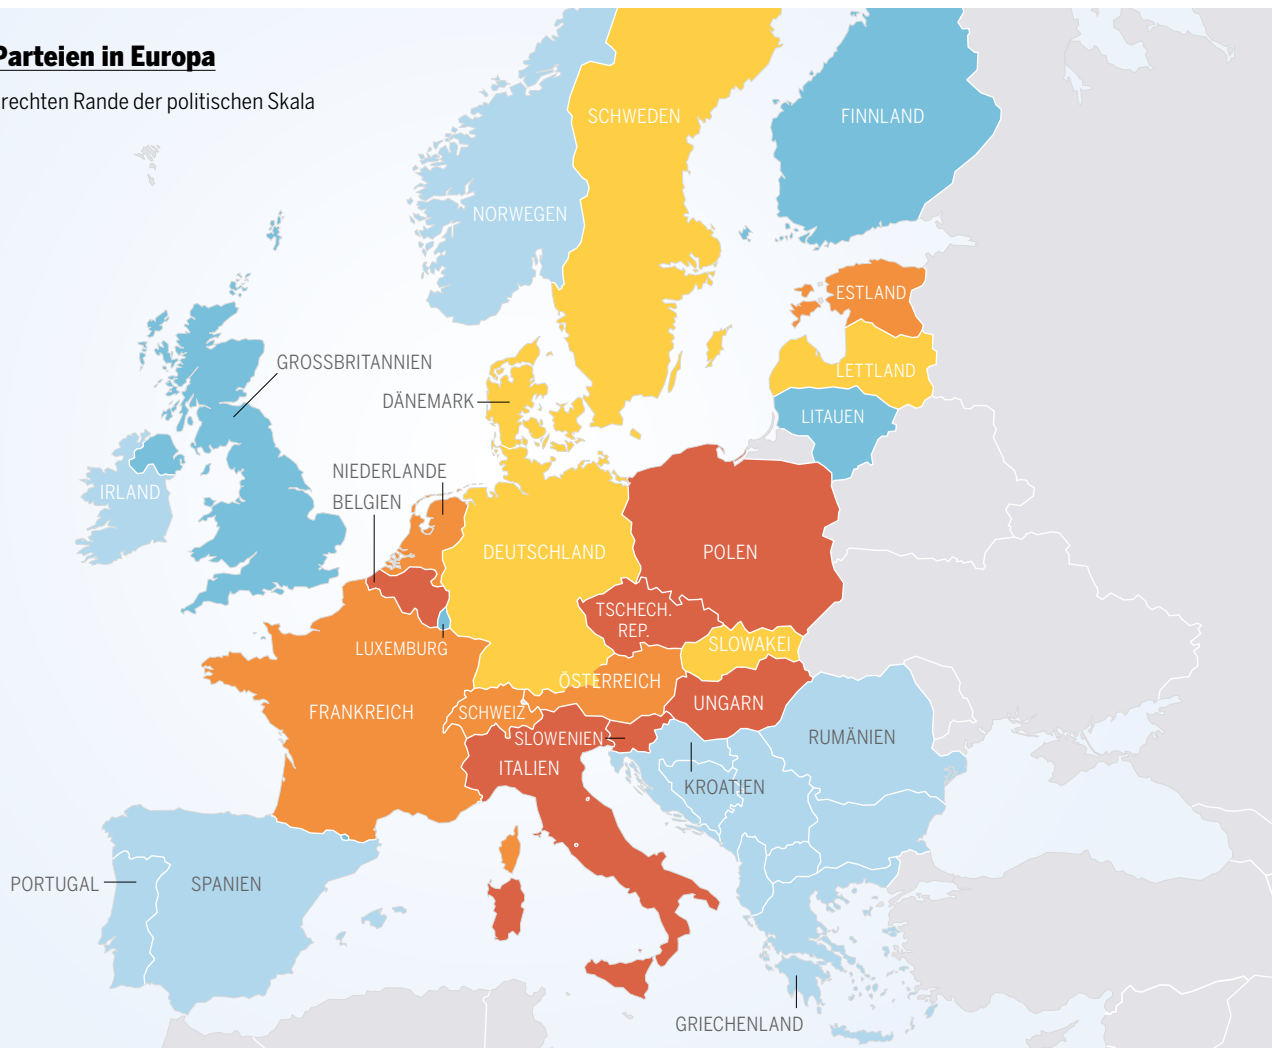 Parteien in Europa
rechten Rande der politischen Skala
SCHWEDEN
FINNLAND
NORWEGEN
ESTLAND
GROSSBRITANNIEN
LETTLAND
DÄNEMARK
LITAUEN
NIEDERLANDE
IRLAND
BELGIEN
DEUTSCHLAND
POLEN
TSCHECH.
REP.
LUXEMBURG
SLOWAKEI
ÖSTERREICH
UNGARN
FRANKREICH
SCHWEIZ
SLOWENIEN
RUMÄNIEN
ITALIEN
KROATIEN
PORTUGAL
SPANIEN
GRIECHENLAND